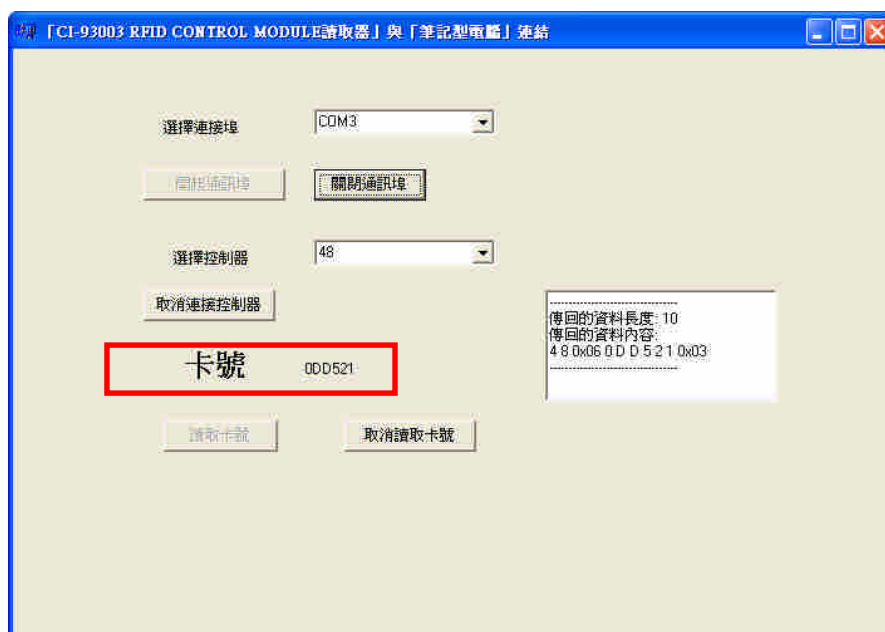 「CI-93003 RFID CONTROL MODULE讀取器」與「筆記型電腦」連結
選擇連接埠 COM3
開啟通訊埠 關閉通訊埠
選擇控制器 48
取消連接控制器
傳回的資料長度: 10
傳回的資料內容:
4 8 0x06 0 D D 5 2 1 0x03
卡號 0DD521
讀取卡號 取消讀取卡號